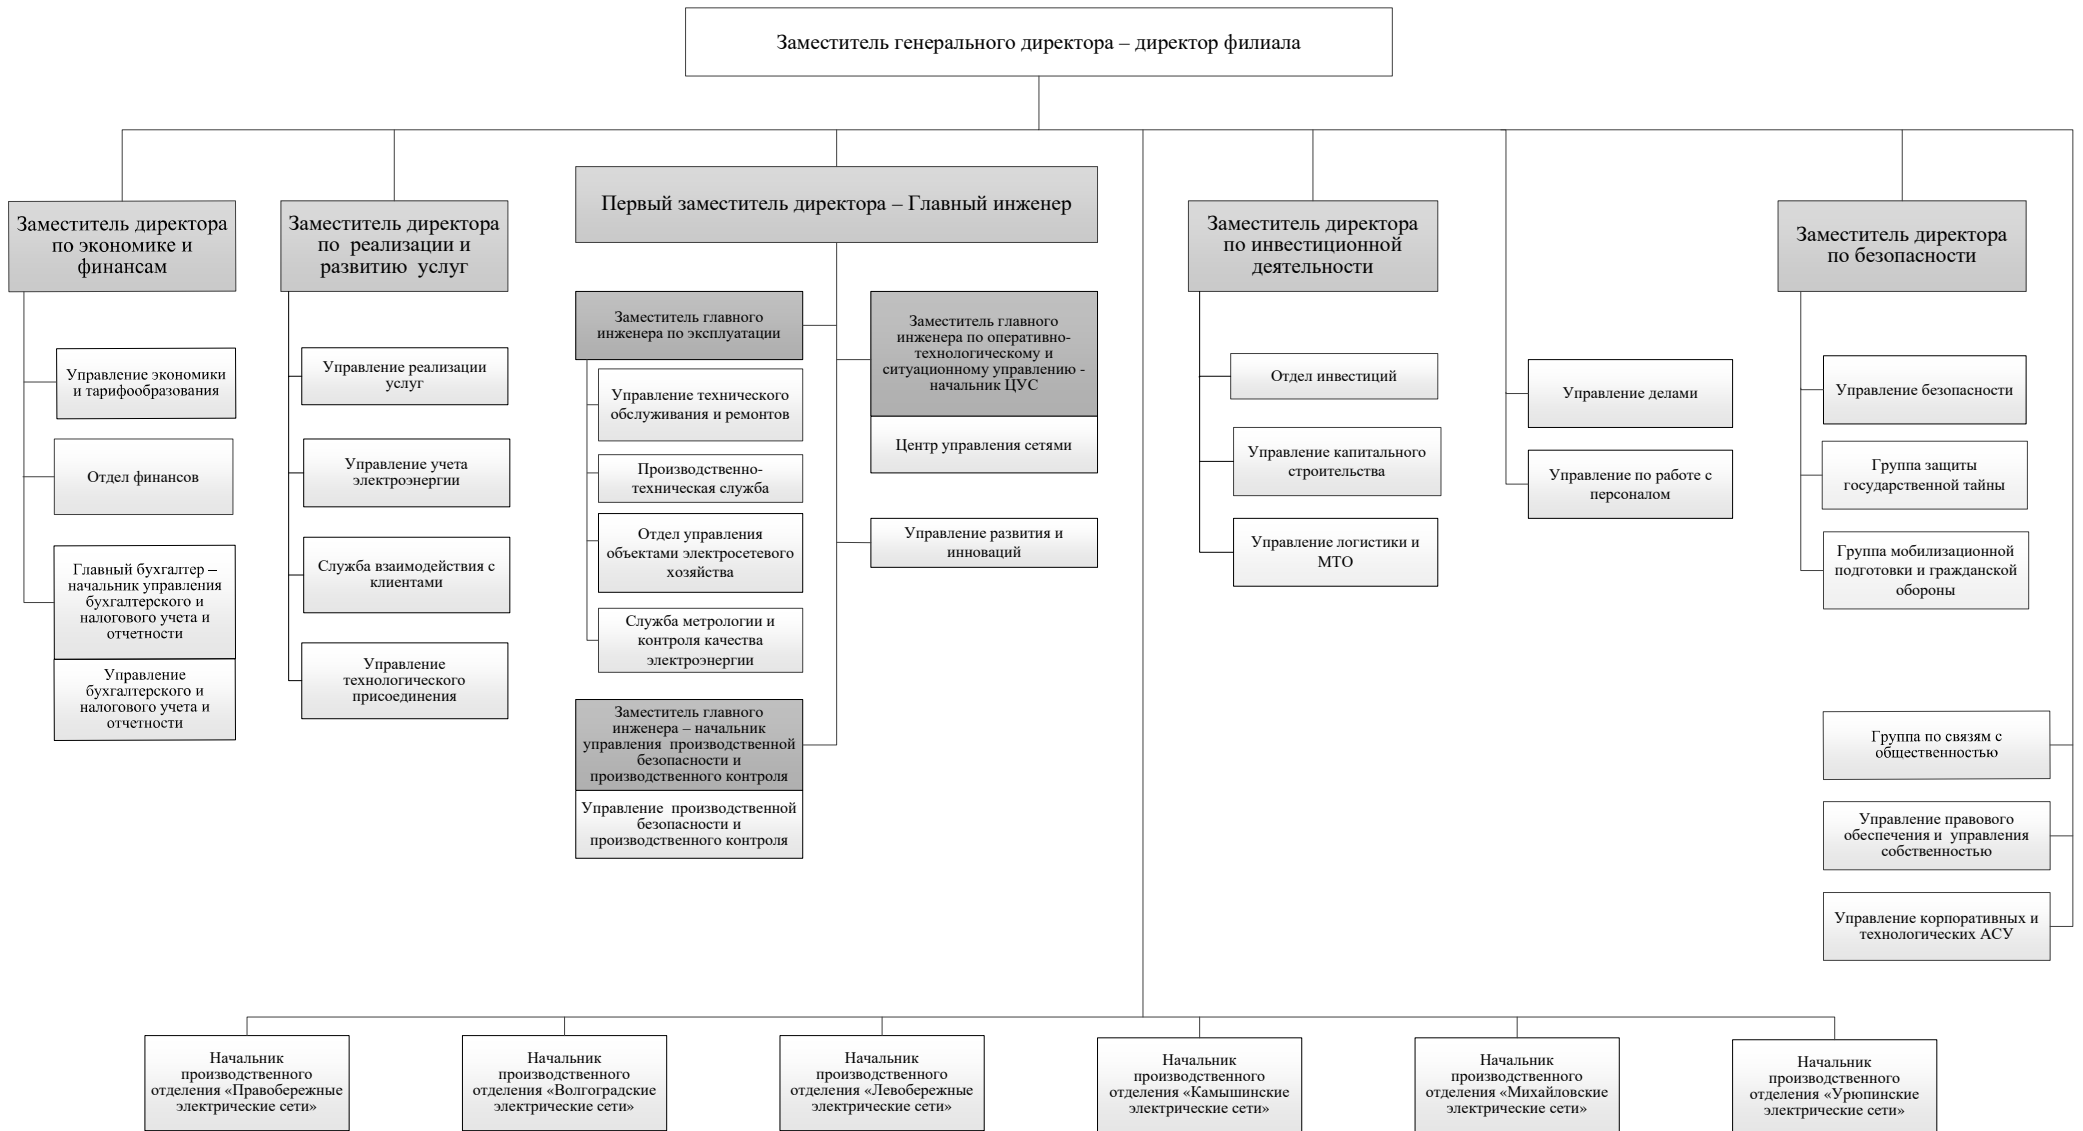 Заместитель генерального директора – директор филиала
Заместитель директора
по экономике и
финансам
Управление экономики
и тарифообразования
Отдел финансов
Главный бухгалтер –
начальник управления
бухгалтерского и
налогового учета и
отчетности
Управление
бухгалтерского и
налогового учета и
отчетности
Заместитель директора
по реализации и
развитию услуг
Управление реализации
услуг
Управление учета
электроэнергии
Служба взаимодействия с
клиентами
Управление
технологического
присоединения
Первый заместитель директора – Главный инженер
Заместитель главного
инженера по эксплуатации
Управление технического
обслуживания и ремонтов
Производственно-
техническая служба
Отдел управления
объектами электросетевого
хозяйства
Служба метрологии и
контроля качества
электроэнергии
Заместитель главного
инженера – начальник
управления производственной
безопасности и
производственного контроля
Управление производственной
безопасности и
производственного контроля
Заместитель главного
инженера по оперативно-
технологическому и
ситуационному управлению -
начальник ЦУС
Центр управления сетями
Управление развития и
инноваций
Заместитель директора
по инвестиционной
деятельности
Отдел инвестиций
Управление капитального
строительства
Управление логистики и
МТО
Управление делами
Управление по работе с
персоналом
Заместитель директора
по безопасности
Управление безопасности
Группа защиты
государственной тайны
Группа мобилизационной
подготовки и гражданской
обороны
Группа по связям с
общественностью
Управление правового
обеспечения и управления
собственностью
Управление корпоративных и
технологических АСУ
Начальник
производственного
отделения «Правобережные
электрические сети»
Начальник
производственного
отделения «Волгоградские
электрические сети»
Начальник
производственного
отделения «Левобережные
электрические сети»
Начальник
производственного
отделения «Камышинские
электрические сети»
Начальник
производственного
отделения «Михайловские
электрические сети»
Начальник
производственного
отделения «Урюпинские
электрические сети»